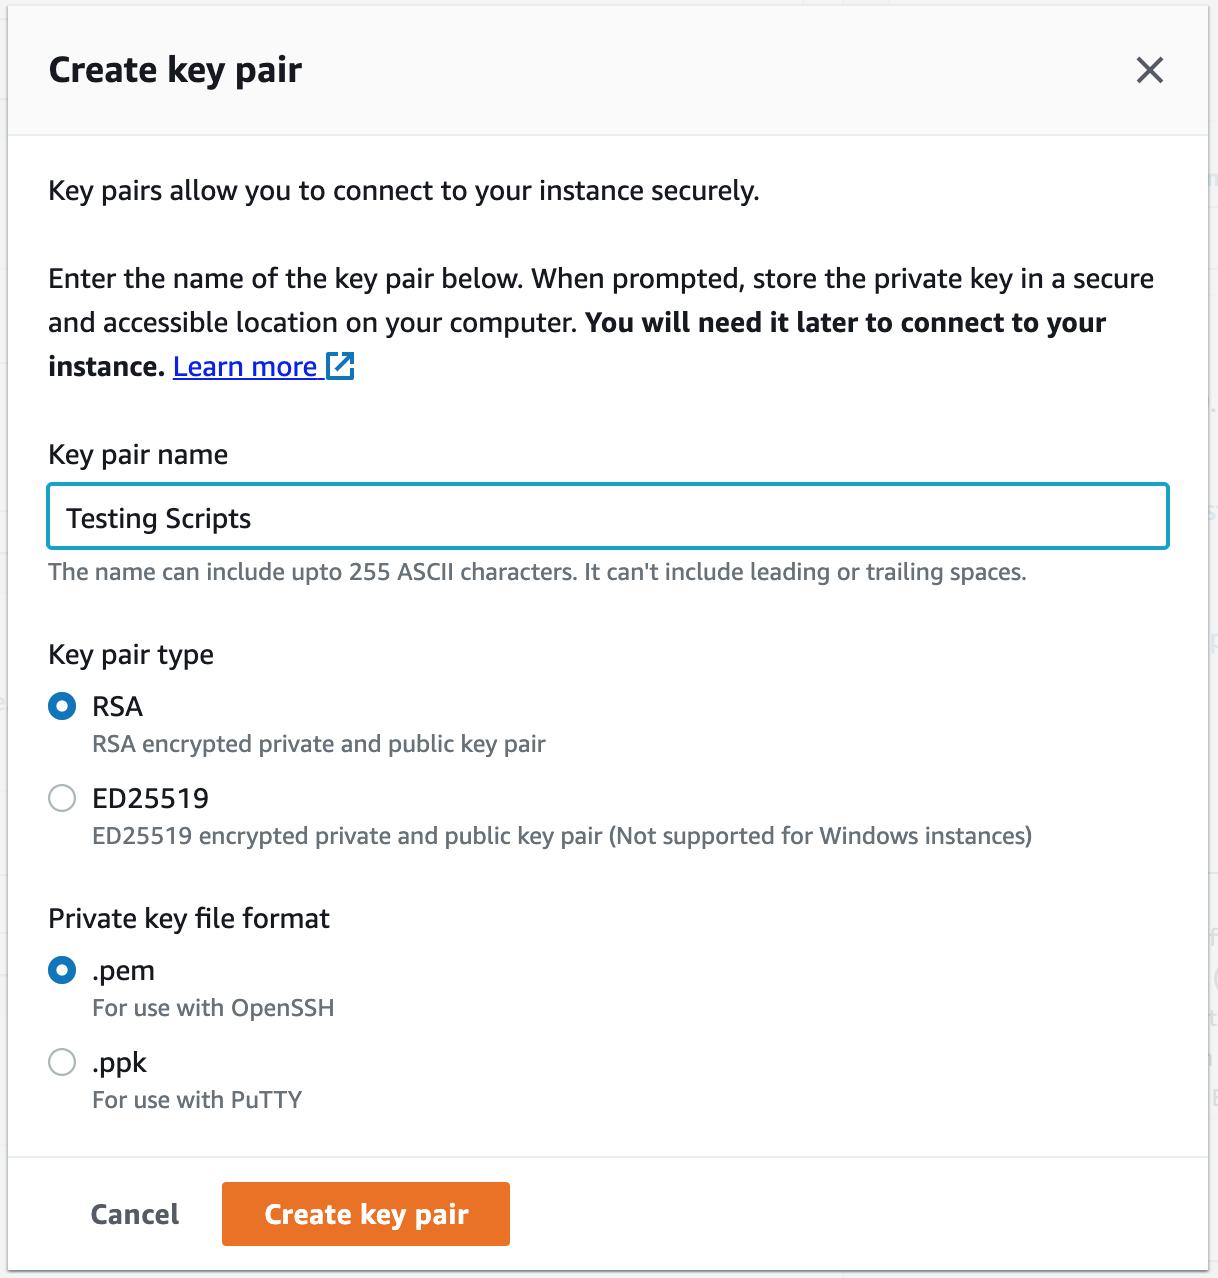 Create key pair
Key pairs allow you to connect to your instance securely.
Enter the name of the key pair below. When prompted, store the private key in a secure
and accessible location on your computer. You will need it later to connect to your
instance. Learn more
Key pair name
Testing Scripts
The name can include upto 255 ASCII characters. It can't include leading or trailing spaces.
Key pair type
RSA
RSA encrypted private and public key pair
ED25519
ED25519 encrypted private and public key pair (Not supported for Windows instances)
Private key file format
.pem
For use with OpenSSH
.ppk
For use with PuTTY
Cancel
Create key pair